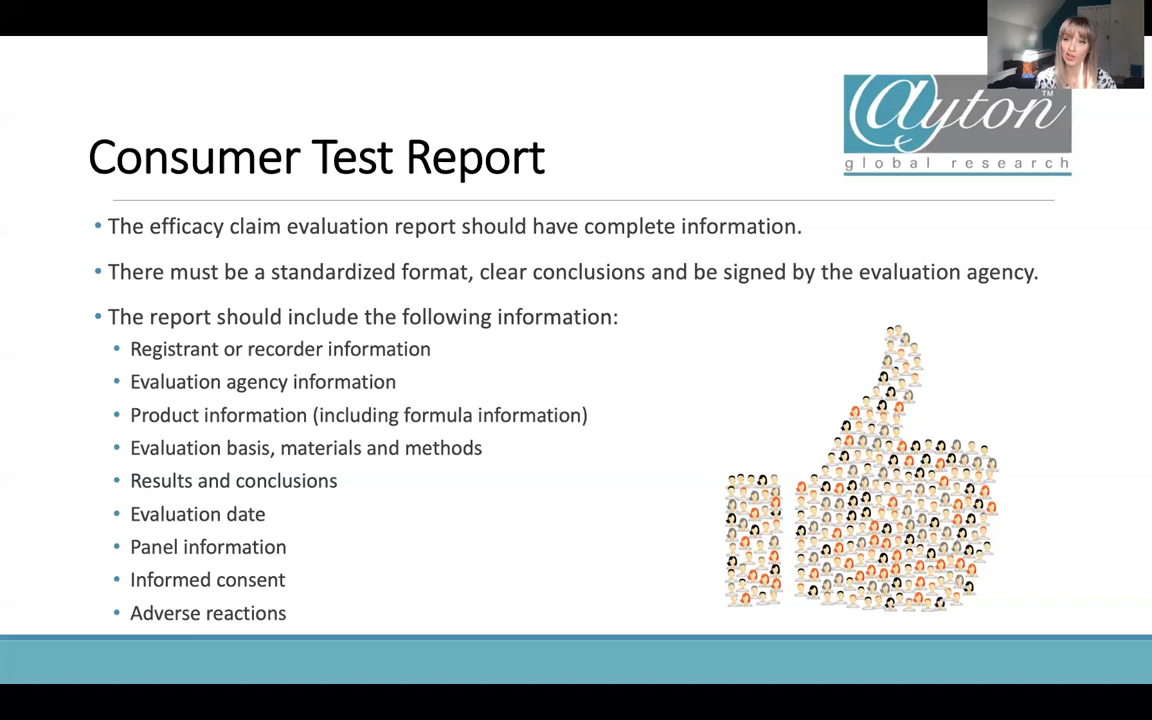 @yton™
global research
Consumer Test Report
• The efficacy claim evaluation report should have complete information.
• There must be a standardized format, clear conclusions and be signed by the evaluation agency.
• The report should include the following information:
• Registrant or recorder information
• Evaluation agency information
• Product information (including formula information)
• Evaluation basis, materials and methods
• Results and conclusions
• Evaluation date
• Panel information
• Informed consent
• Adverse reactions